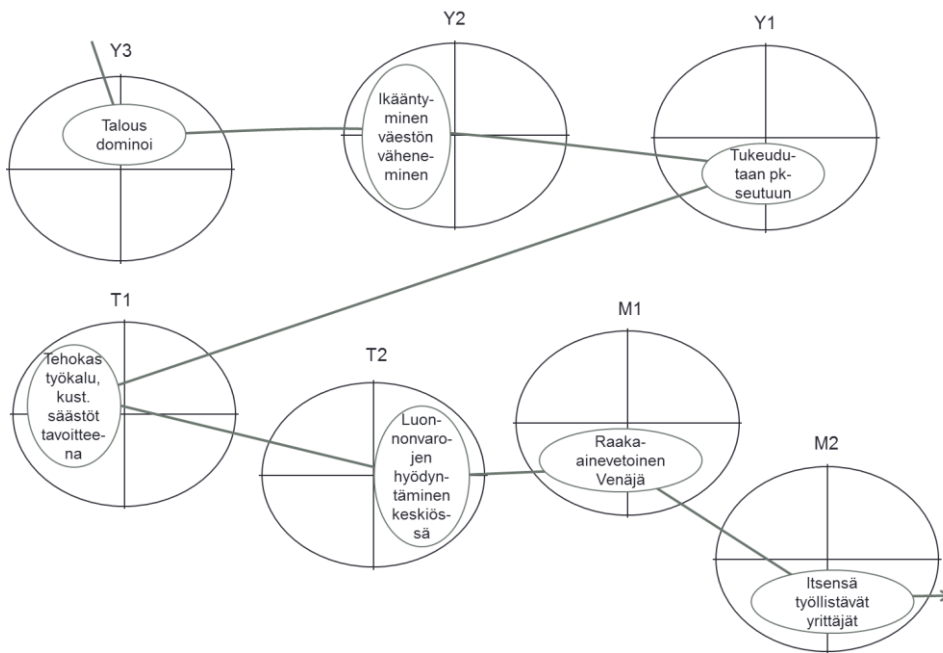 Y3
Talous
dominoi
Y2
Ikäänty-
minen
väestön
vähene-
minen
Y1
Tukeudu-
taan pk-
seutuun
T1
Tehokas
työkalu,
kust.
säästöt
tavoittee-
na
T2
Luon-
nonvaro-
jen
hyödyn-
täminen
keskiös-
sä
M1
Raaka-
ainevetoinen
Venäjä
M2
Itsensä
työllistävät
yrittäjät